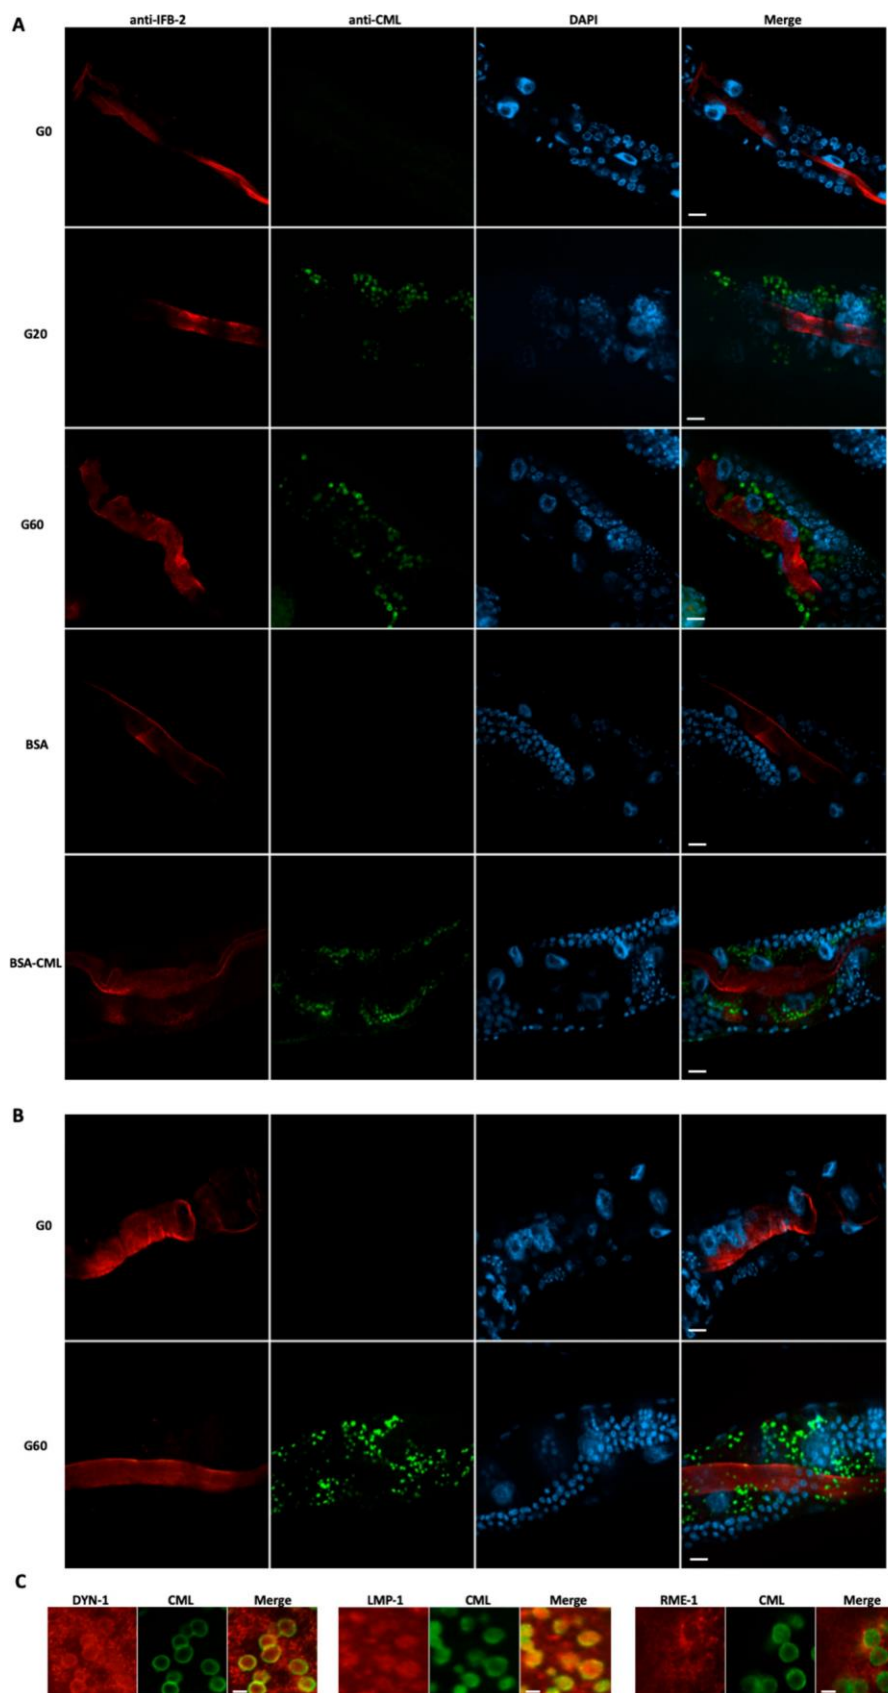 anti-IFB-2 anti-CML DAPI Merge
A
G0
G20
G60
BSA
BSA-CML
B
G0
G60
C
DYN-1 CML Merge LMP-1 CML Merge RME-1 CML Merge